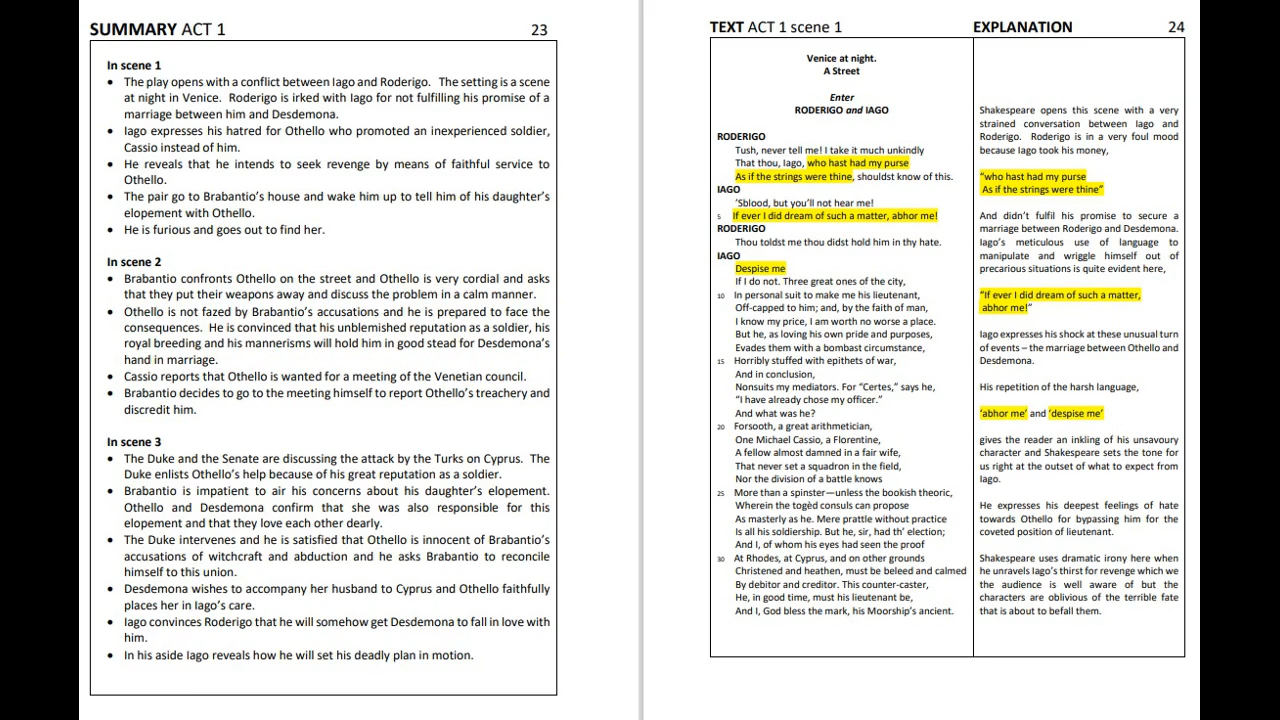 SUMMARY ACT 1 23
In scene 1
• The play opens with a conflict between Iago and Roderigo. The setting is a scene
at night in Venice. Roderigo is irked with Iago for not fulfilling his promise of a
marriage between him and Desdemona.
• Iago expresses his hatred for Othello who promoted an inexperienced soldier,
Cassio instead of him.
• He reveals that he intends to seek revenge by means of faithful service to
Othello.
• The pair go to Brabantio's house and wake him up to tell him of his daughter's
elopement with Othello.
• He is furious and goes out to find her.
In scene 2
• Brabantio confronts Othello on the street and Othello is very cordial and asks
that they put their weapons away and discuss the problem in a calm manner.
• Othello is not fazed by Brabantio's accusations and he is prepared to face the
consequences. He is convinced that his unblemished reputation as a soldier, his
royal breeding and his mannerisms will hold him in good stead for Desdemona's
hand in marriage.
• Cassio reports that Othello is wanted for a meeting of the Venetian council.
• Brabantio decides to go to the meeting himself to report Othello's treachery and
discredit him.
In scene 3
• The Duke and the Senate are discussing the attack by the Turks on Cyprus. The
Duke enlists Othello's help because of his great reputation as a soldier.
• Brabantio is impatient to air his concerns about his daughter's elopement.
Othello and Desdemona confirm that she was also responsible for this
elopement and that they love each other dearly.
• The Duke intervenes and he is satisfied that Othello is innocent of Brabantio's
accusations of witchcraft and abduction and he asks Brabantio to reconcile
himself to this union.
• Desdemona wishes to accompany her husband to Cyprus and Othello faithfully
places her in Iago's care.
• Iago convinces Roderigo that he will somehow get Desdemona to fall in love with
him.
• In his aside Iago reveals how he will set his deadly plan in motion.
TEXT ACT 1 scene 1
Venice at night.
A Street
Enter
RODERIGO and IAGO
RODERIGO
Tush, never tell me! I take it much unkindly
That thou, Iago, who hast had my purse
As if the strings were thine, shouldst know of this.
IAGO
'Sblood, but you'll not hear me!
5 If ever I did dream of such a matter, abhor me!
RODERIGO
Thou toldst me thou didst hold him in thy hate.
IAGO
Despise me
If I do not. Three great ones of the city,
10 In personal suit to make me his lieutenant,
Off-capped to him; and, by the faith of man,
I know my price, I am worth no worse a place.
But he, as loving his own pride and purposes,
Evades them with a bombast circumstance,
15 Horribly stuffed with epithets of war,
And in conclusion,
Nonsuits my mediators. For “Certes,” says he,
“I have already chose my officer.”
And what was he?
20 Forsooth, a great arithmetician,
One Michael Cassio, a Florentine,
A fellow almost damned in a fair wife,
That never set a squadron in the field,
Nor the division of a battle knows
25 More than a spinster—unless the bookish theoric,
Wherein the togèd consuls can propose
As masterly as he. Mere prattle without practice
Is all his soldiership. But he, sir, had th' election;
And I, of whom his eyes had seen the proof
30 At Rhodes, at Cyprus, and on other grounds
Christened and heathen, must be beleed and calmed
By debitor and creditor. This counter-caster,
He, in good time, must his lieutenant be,
And I, God bless the mark, his Moorship's ancient.
EXPLANATION 24
Shakespeare opens this scene with a very
strained conversation between Iago and
Roderigo. Roderigo is in a very foul mood
because Iago took his money,
“who hast had my purse
As if the strings were thine”
And didn't fulfil his promise to secure a
marriage between Roderigo and Desdemona.
Iago's meticulous use of language to
manipulate and wriggle himself out of
precarious situations is quite evident here,
“If ever I did dream of such a matter,
abhor me!”
Iago expresses his shock at these unusual turn
of events – the marriage between Othello and
Desdemona.
His repetition of the harsh language,
‘abhor me’ and ‘despise me’
gives the reader an inkling of his unsavoury
character and Shakespeare sets the tone for
us right at the outset of what to expect from
Iago.
He expresses his deepest feelings of hate
towards Othello for bypassing him for the
coveted position of lieutenant.
Shakespeare uses dramatic irony here when
he unravels Iago's thirst for revenge which we
the audience is well aware of but the
characters are oblivious of the terrible fate
that is about to befall them.